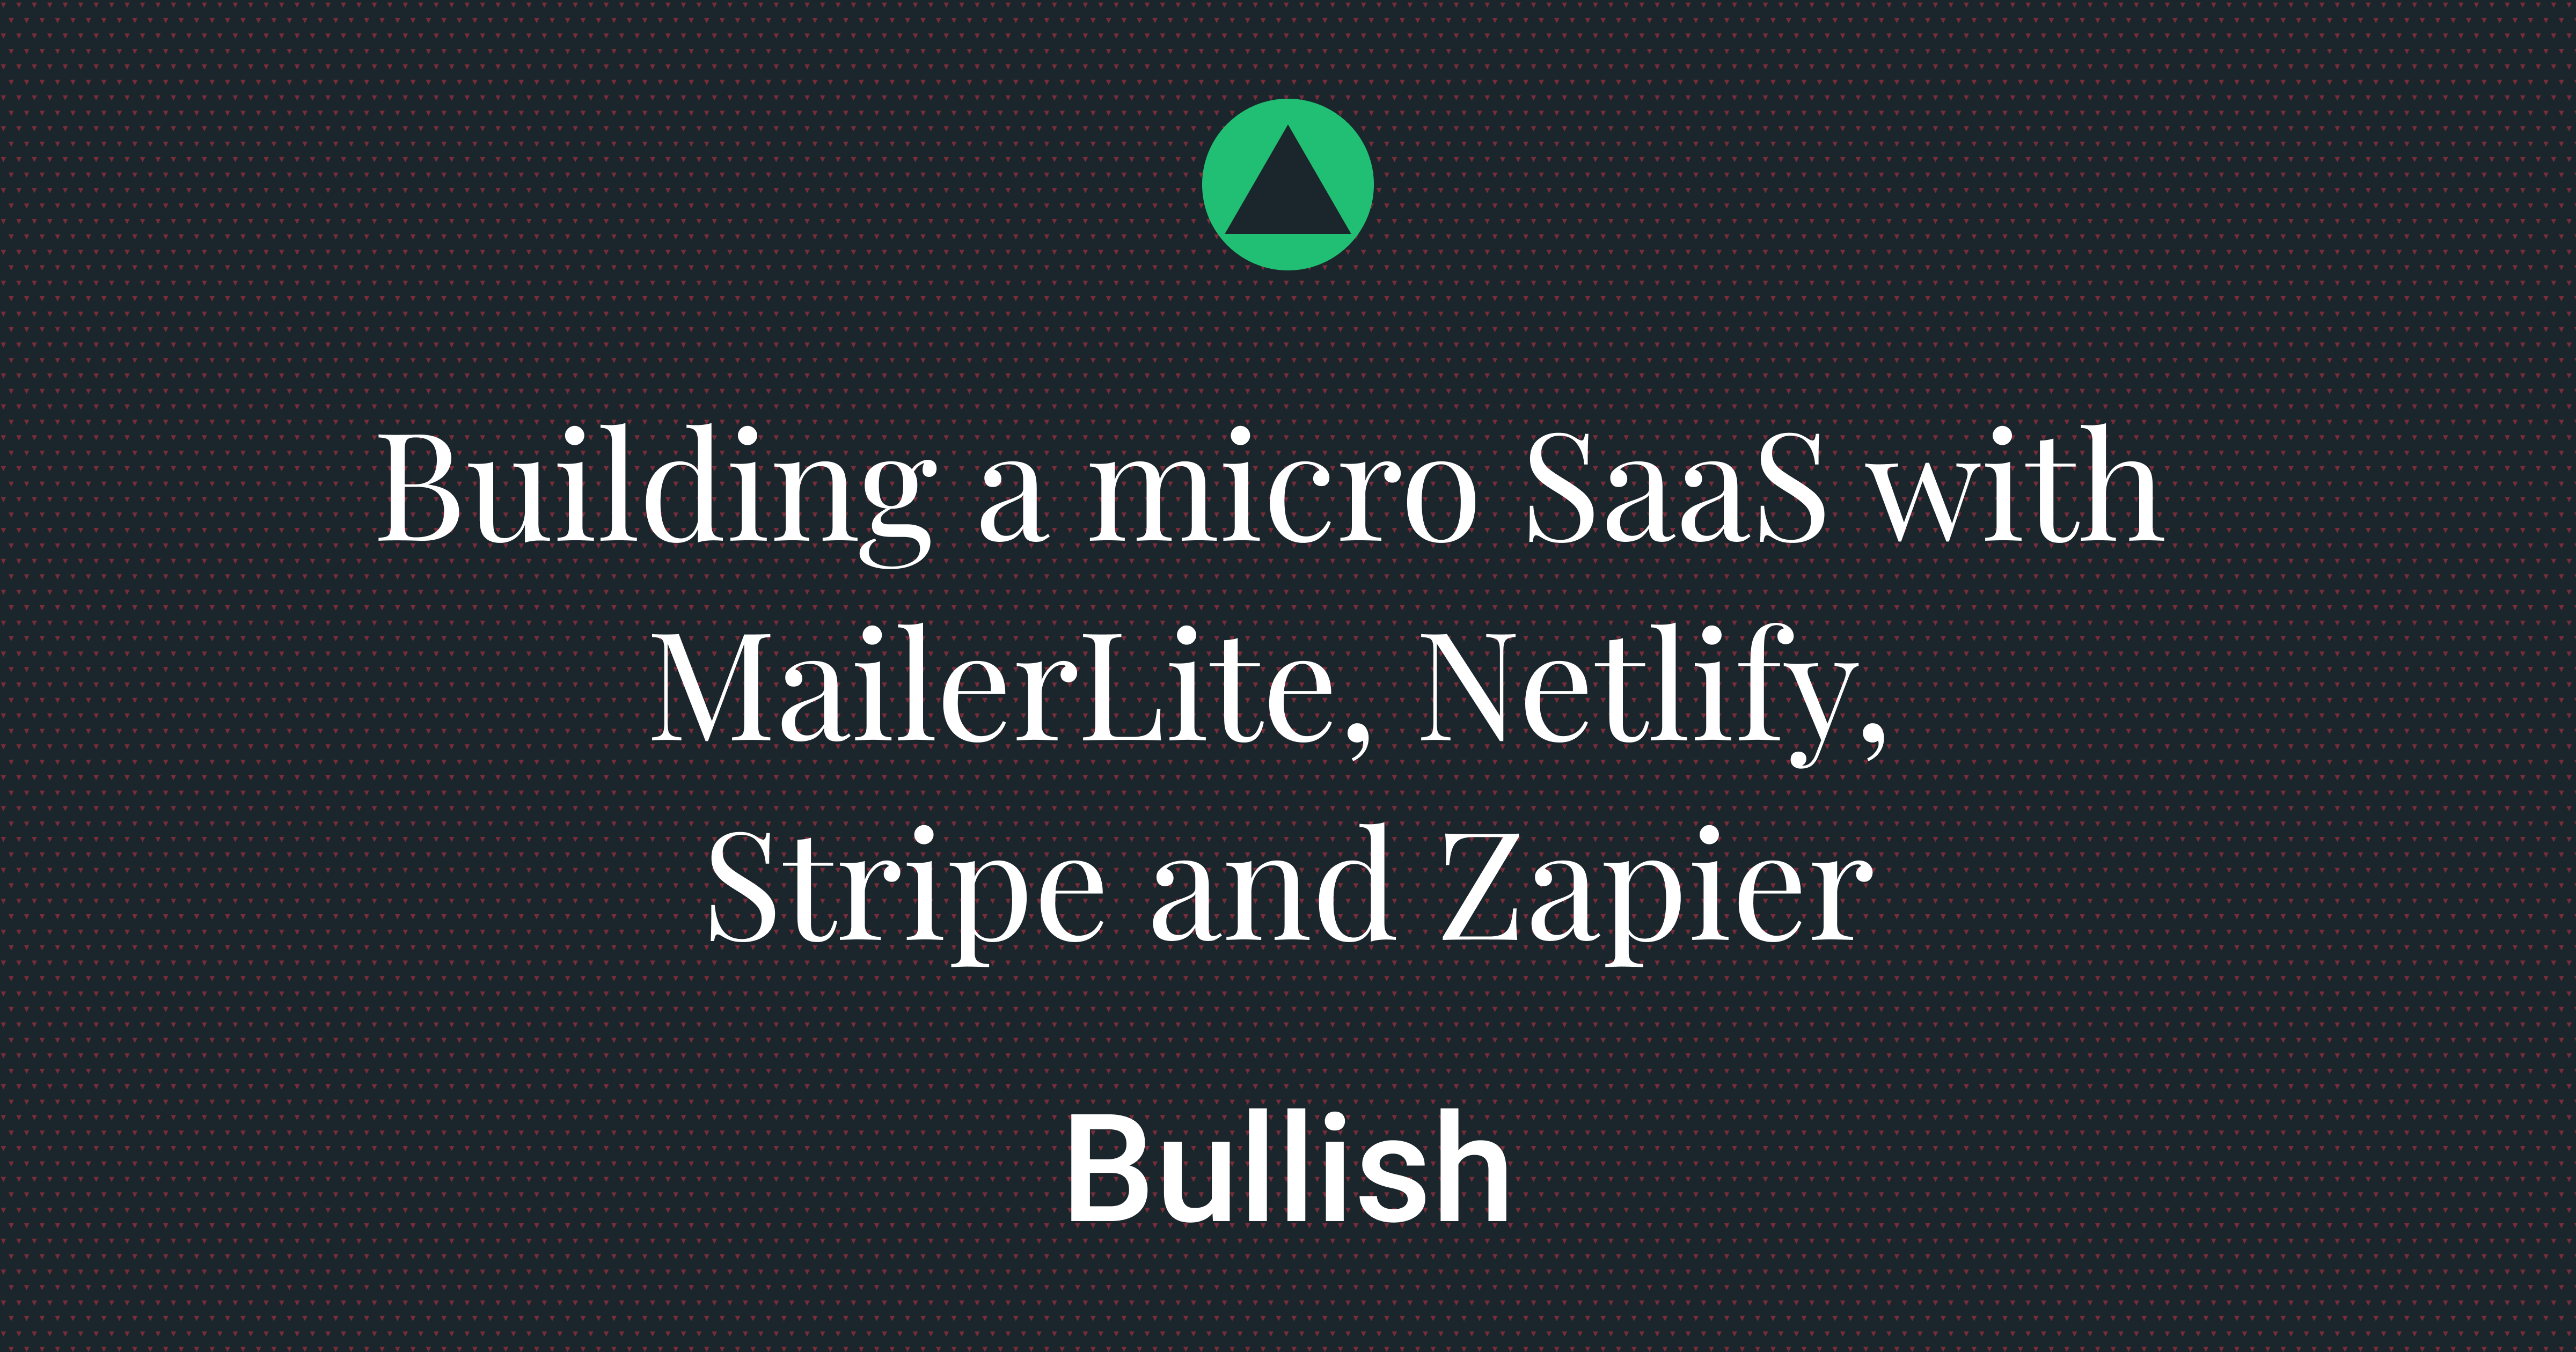 Building a micro SaaS with
MailerLite, Netlify,
Stripe and Zapier
Bullish